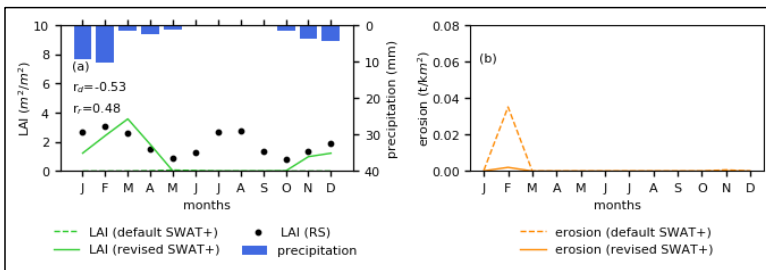 10
8
6
4
2
0
LAI (m²/m²)
(a)
r_d=-0.53
r_r=0.48
0
10
20
30
40
precipitation (mm)
J F M A M J J A S O N D
months
LAI (default SWAT+)
LAI (revised SWAT+)
LAI (RS)
precipitation
0.08
0.06
0.04
0.02
0.00
erosion (t/km²)
(b)
J F M A M J J A S O N D
months
erosion (default SWAT+)
erosion (revised SWAT+)